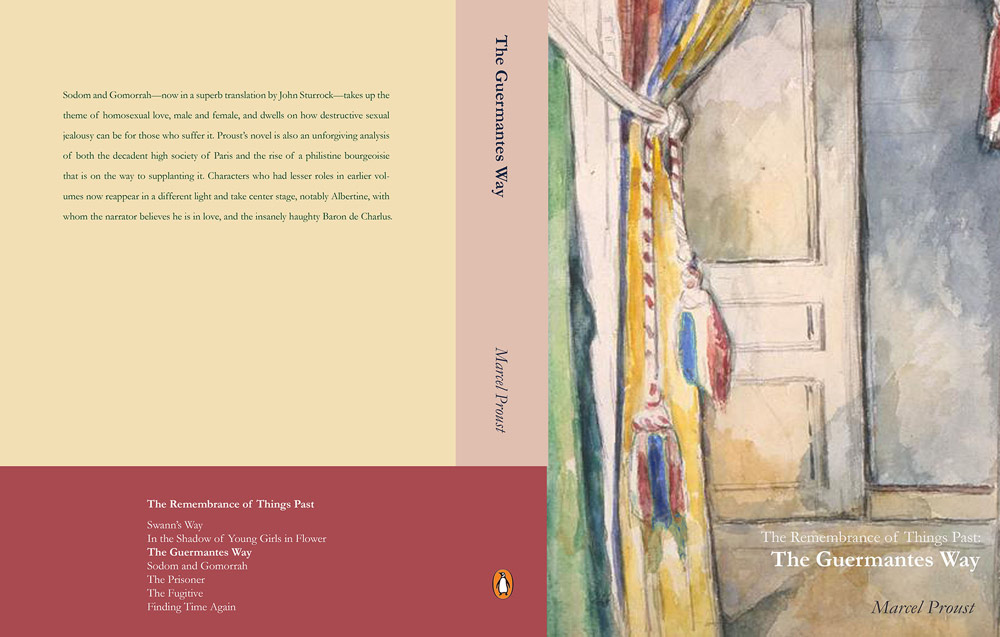 Sodom and Gomorrah—now in a superb translation by John Sturrock—takes up the
theme of homosexual love, male and female, and dwells on how destructive sexual
jealousy can be for those who suffer it. Proust's novel is also an unforgiving analysis
of both the decadent high society of Paris and the rise of a philistine bourgeoisie
that is on the way to supplanting it. Characters who had lesser roles in earlier vol-
umes now reappear in a different light and take center stage, notably Albertine, with
whom the narrator believes he is in love, and the insanely haughty Baron de Charlus.
The Remembrance of Things Past
Swann's Way
In the Shadow of Young Girls in Flower
The Guermantes Way
Sodom and Gomorrah
The Prisoner
The Fugitive
Finding Time Again
The Guermantes Way
Marcel Proust
The Remembrance of Things Past:
The Guermantes Way
Marcel Proust